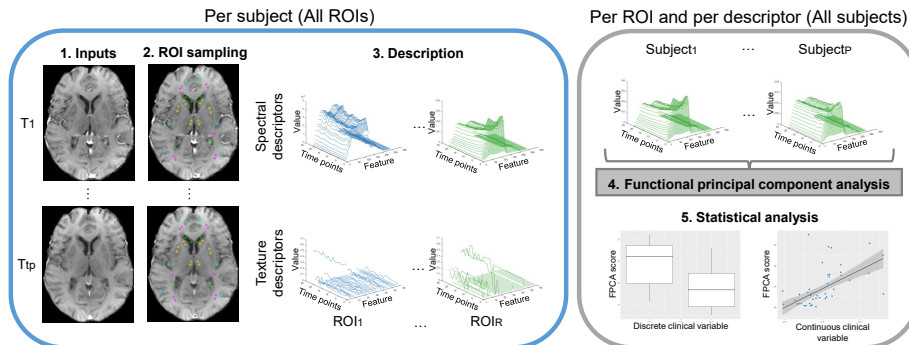 Per subject (All ROIs)
1. Inputs
2. ROI sampling
3. Description
T1
⋮
Ttp
Spectral descriptors
Value
Time points
Feature
...
Value
Time points
Feature
Texture descriptors
Value
Time points
Feature
...
Value
Time points
Feature
ROI1
...
ROIR
Per ROI and per descriptor (All subjects)
Subject1
...
SubjectP
Value
Time points
Feature
...
Value
Time points
Feature
4. Functional principal component analysis
5. Statistical analysis
FPCA score
Discrete clinical variable
FPCA score
Continuous clinical
variable